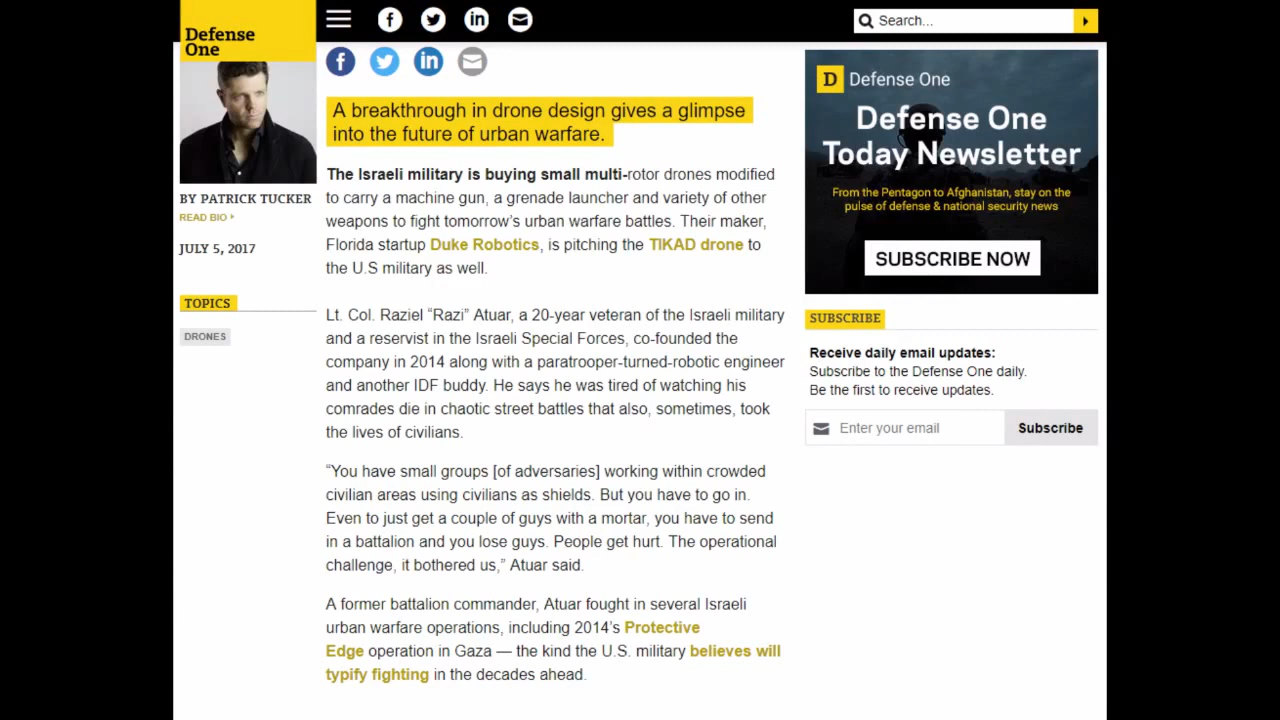 Defense
One
Search...
BY PATRICK TUCKER
READ BIO
JULY 5, 2017
TOPICS
DRONES
A breakthrough in drone design gives a glimpse
into the future of urban warfare.
The Israeli military is buying small multi-rotor drones modified
to carry a machine gun, a grenade launcher and variety of other
weapons to fight tomorrow's urban warfare battles. Their maker,
Florida startup Duke Robotics, is pitching the TIKAD drone to
the U.S military as well.
Lt. Col. Raziel “Razi” Atuar, a 20-year veteran of the Israeli military
and a reservist in the Israeli Special Forces, co-founded the
company in 2014 along with a paratrooper-turned-robotic engineer
and another IDF buddy. He says he was tired of watching his
comrades die in chaotic street battles that also, sometimes, took
the lives of civilians.
“You have small groups [of adversaries] working within crowded
civilian areas using civilians as shields. But you have to go in.
Even to just get a couple of guys with a mortar, you have to send
in a battalion and you lose guys. People get hurt. The operational
challenge, it bothered us,” Atuar said.
A former battalion commander, Atuar fought in several Israeli
urban warfare operations, including 2014’s Protective
Edge operation in Gaza — the kind the U.S. military believes will
typify fighting in the decades ahead.
D Defense One
Defense One
Today Newsletter
From the Pentagon to Afghanistan, stay on the
pulse of defense & national security news
SUBSCRIBE NOW
SUBSCRIBE
Receive daily email updates:
Subscribe to the Defense One daily.
Be the first to receive updates.
Enter your email
Subscribe